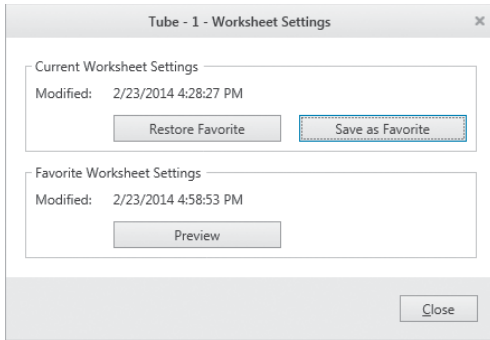 Tube - 1 - Worksheet Settings
Current Worksheet Settings
Modified: 2/23/2014 4:28:27 PM
Restore Favorite Save as Favorite
Favorite Worksheet Settings
Modified: 2/23/2014 4:58:53 PM
Preview
Close